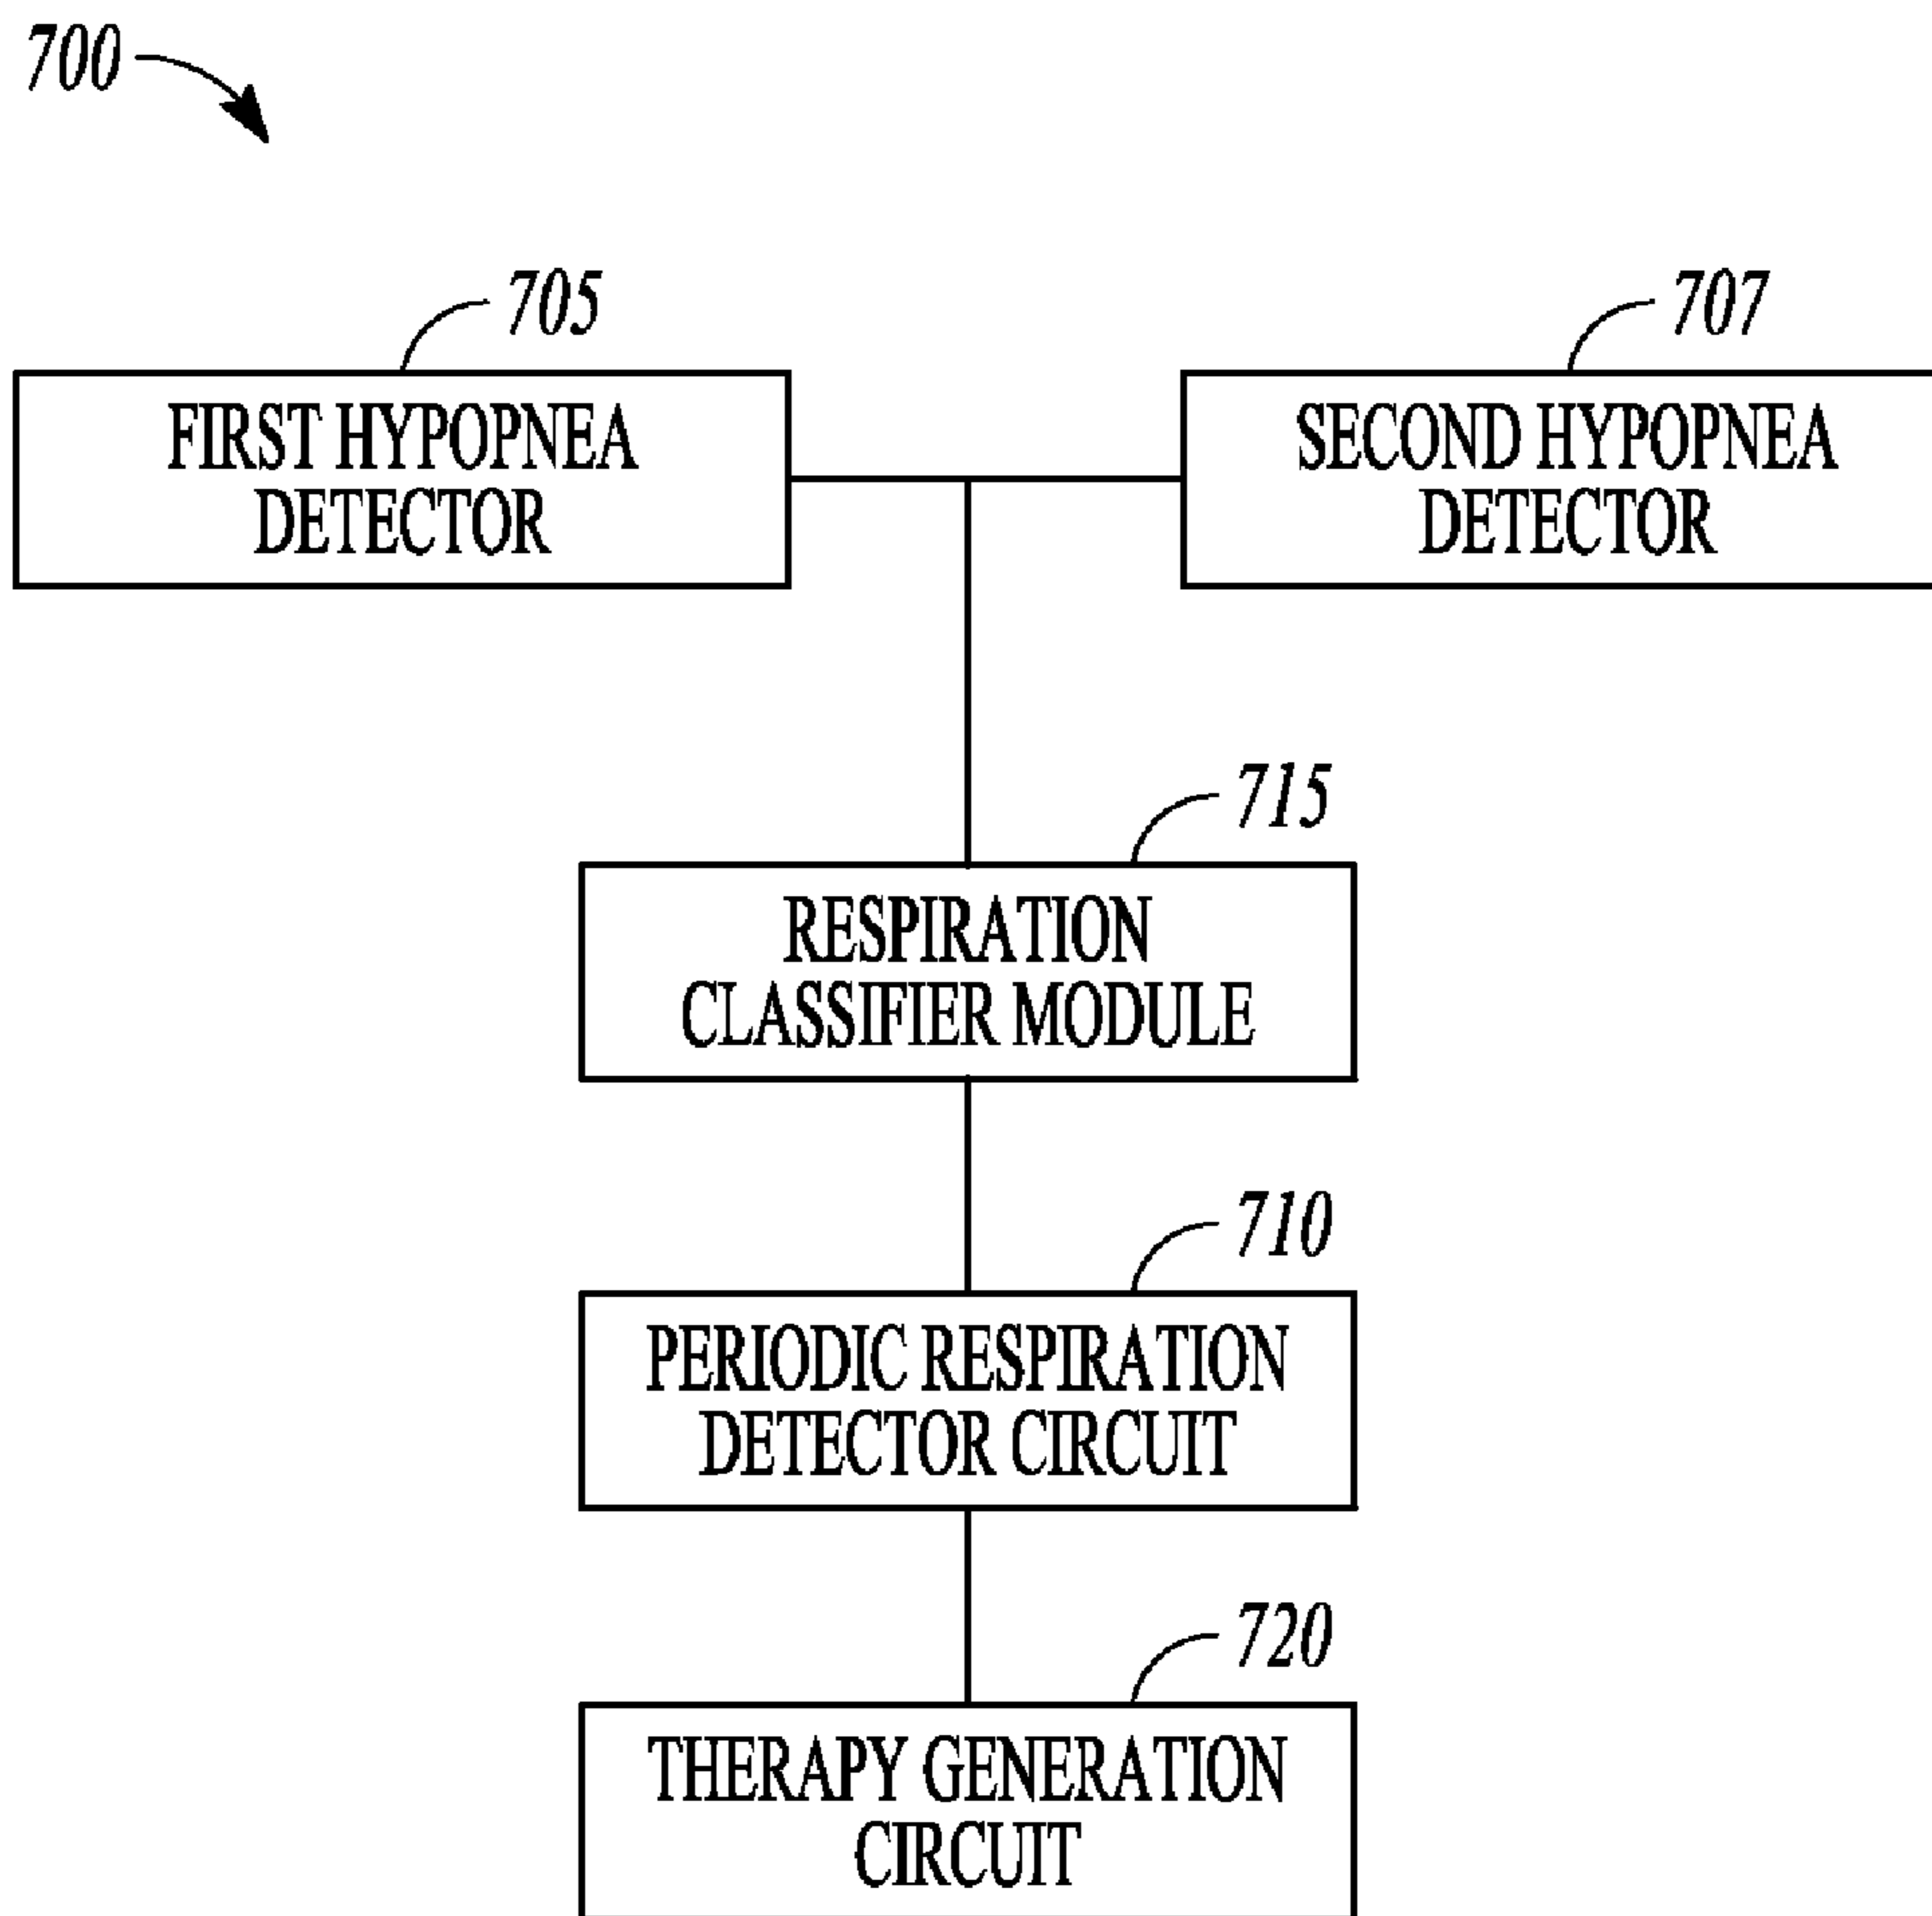 700
705
707
FIRST HYPOPNEA
DETECTOR
SECOND HYPOPNEA
DETECTOR
715
RESPIRATION
CLASSIFIER MODULE
710
PERIODIC RESPIRATION
DETECTOR CIRCUIT
720
THERAPY GENERATION
CIRCUIT